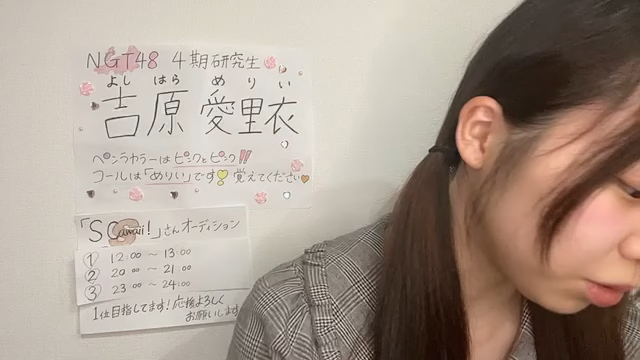 NGT48 4期研究生
よし はら め り い
吉原 愛里衣
ペンラカラーはピンクとピンク!!
コールは「めりい」です 覚えてください
「S Cawaii!」さんオーディション
① 12:00 〜 13:00
② 20:00 〜 21:00
③ 23:00 〜 24:00
1位目指してます!応援よろしく
お願いします